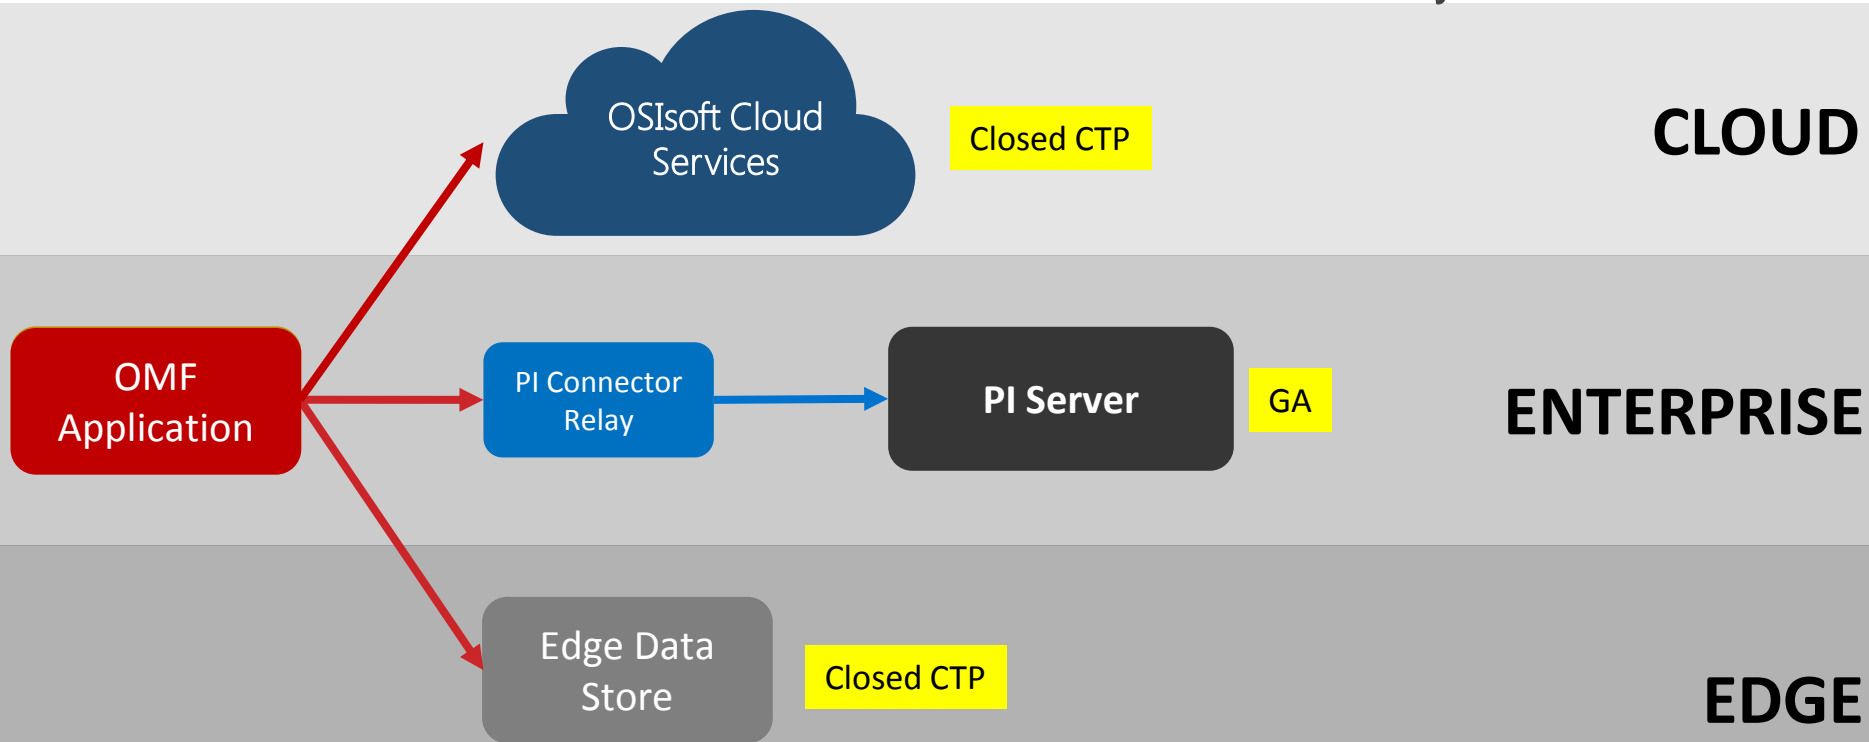 OSIsoft Cloud
Services
Closed CTP
CLOUD
OMF
Application
PI Connector
Relay
PI Server
GA
ENTERPRISE
Edge Data
Store
Closed CTP
EDGE